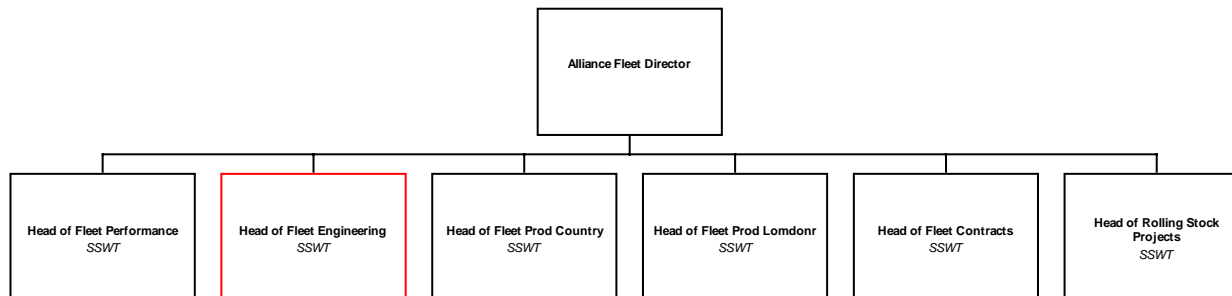 Alliance Fleet Director
Head of Fleet Performance
SSWT
Head of Fleet Engineering
SSWT
Head of Fleet Prod Country
SSWT
Head of Fleet Prod Lomdonr
SSWT
Head of Fleet Contracts
SSWT
Head of Rolling Stock
Projects
SSWT